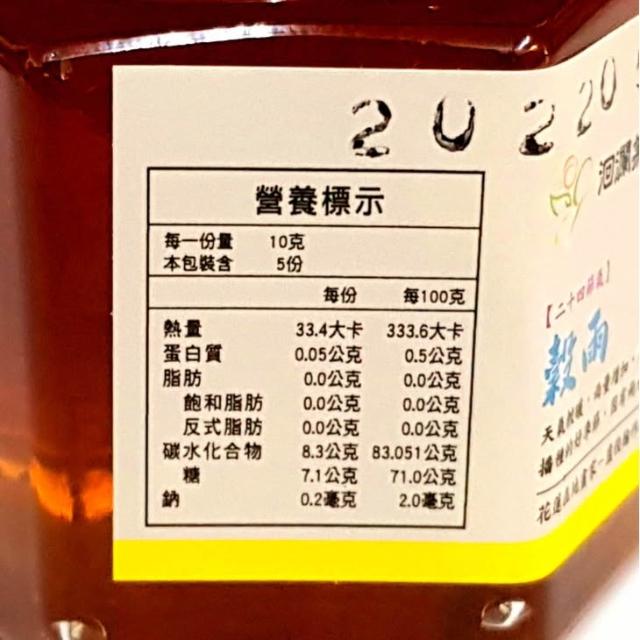 20220
洄瀾
營養標示
每一份量 10克
本包裝含 5份
每份 每100克
熱量 33.4大卡 333.6大卡
蛋白質 0.05公克 0.5公克
脂肪 0.0公克 0.0公克
飽和脂肪 0.0公克 0.0公克
反式脂肪 0.0公克 0.0公克
碳水化合物 8.3公克 83.051公克
糖 7.1公克 71.0公克
鈉 0.2毫克 2.0毫克
【二十四節氣】
穀雨